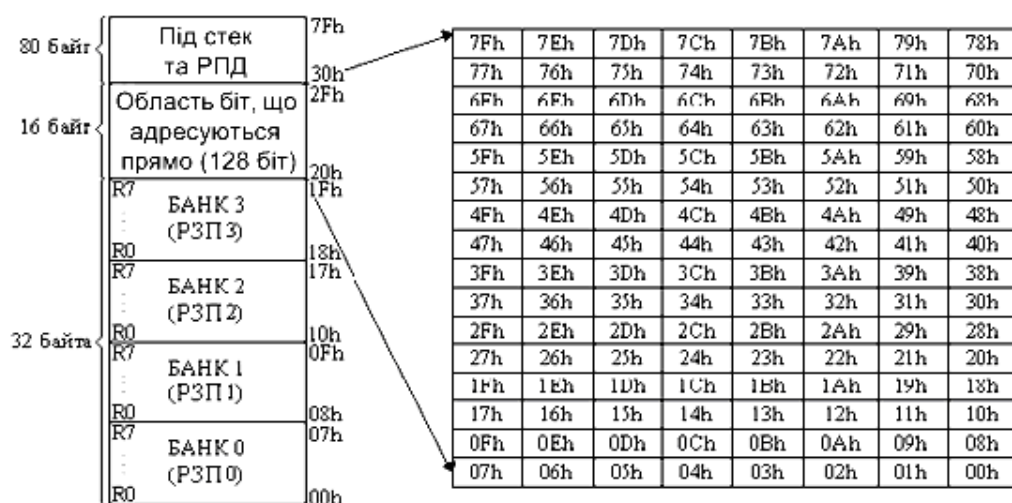 80 байт
Під стек
та РПД
7Fh
30h
16 байт
Область біт, що
адресуються
прямо (128 біт)
2Fh
20h
32 байта
R7
БАНК 3
(РЗП3)
R0
1Fh
18h
R7
БАНК 2
(РЗП2)
R0
17h
10h
R7
БАНК 1
(РЗП1)
R0
0Fh
08h
R7
БАНК 0
(РЗП0)
R0
07h
00h
7Fh 7Eh 7Dh 7Ch 7Bh 7Ah 79h 78h
77h 76h 75h 74h 73h 72h 71h 70h
6Fh 6Eh 6Dh 6Ch 6Bh 6Ah 69h 68h
67h 66h 65h 64h 63h 62h 61h 60h
5Fh 5Eh 5Dh 5Ch 5Bh 5Ah 59h 58h
57h 56h 55h 54h 53h 52h 51h 50h
4Fh 4Eh 4Dh 4Ch 4Bh 4Ah 49h 48h
47h 46h 45h 44h 43h 42h 41h 40h
3Fh 3Eh 3Dh 3Ch 3Bh 3Ah 39h 38h
37h 36h 35h 34h 33h 32h 31h 30h
2Fh 2Eh 2Dh 2Ch 2Bh 2Ah 29h 28h
27h 26h 25h 24h 23h 22h 21h 20h
1Fh 1Eh 1Dh 1Ch 1Bh 1Ah 19h 18h
17h 16h 15h 14h 13h 12h 11h 10h
0Fh 0Eh 0Dh 0Ch 0Bh 0Ah 09h 08h
07h 06h 05h 04h 03h 02h 01h 00h